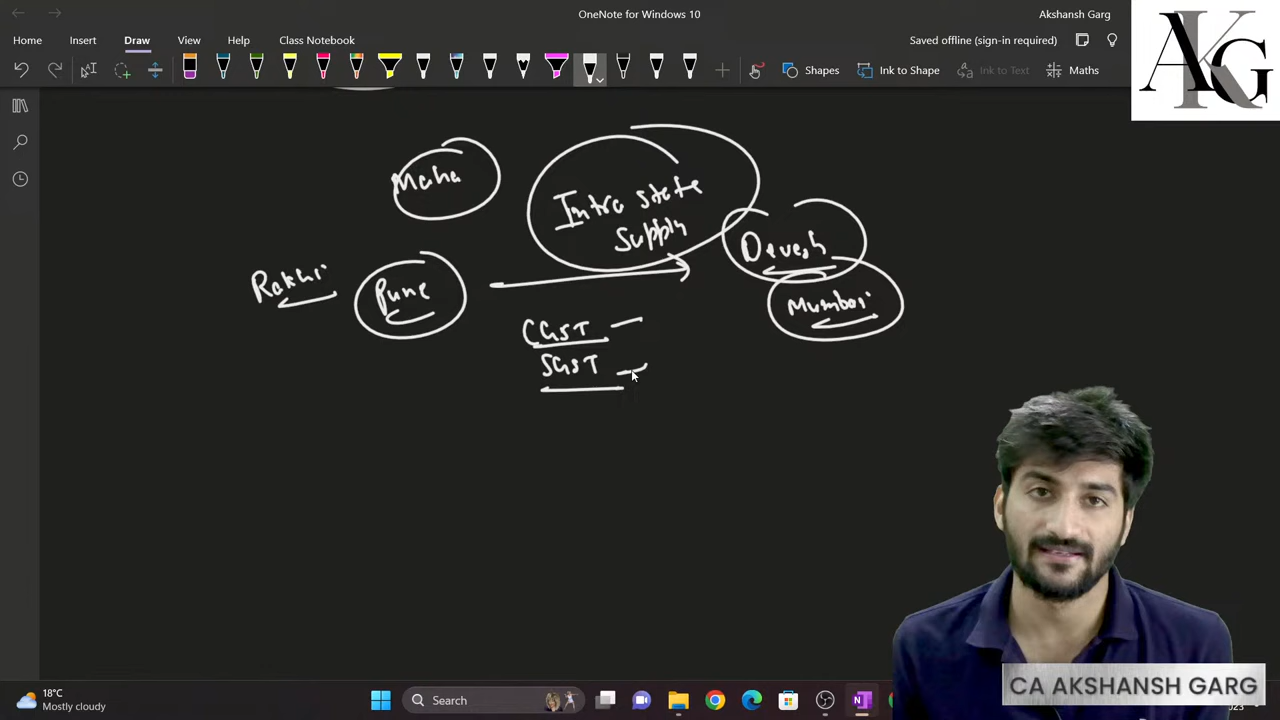 OneNote for Windows 10
Akshansh Garg
Home Insert Draw View Help Class Notebook
Saved offline (sign-in required)
Shapes Ink to Shape Ink to Text Maths
AKG
Maha
Intra state
Supply
Devesh
Rakhi
Pune
Mumbai
CGST
SGST
CA AKSHANSH GARG
18°C
Mostly cloudy
Search